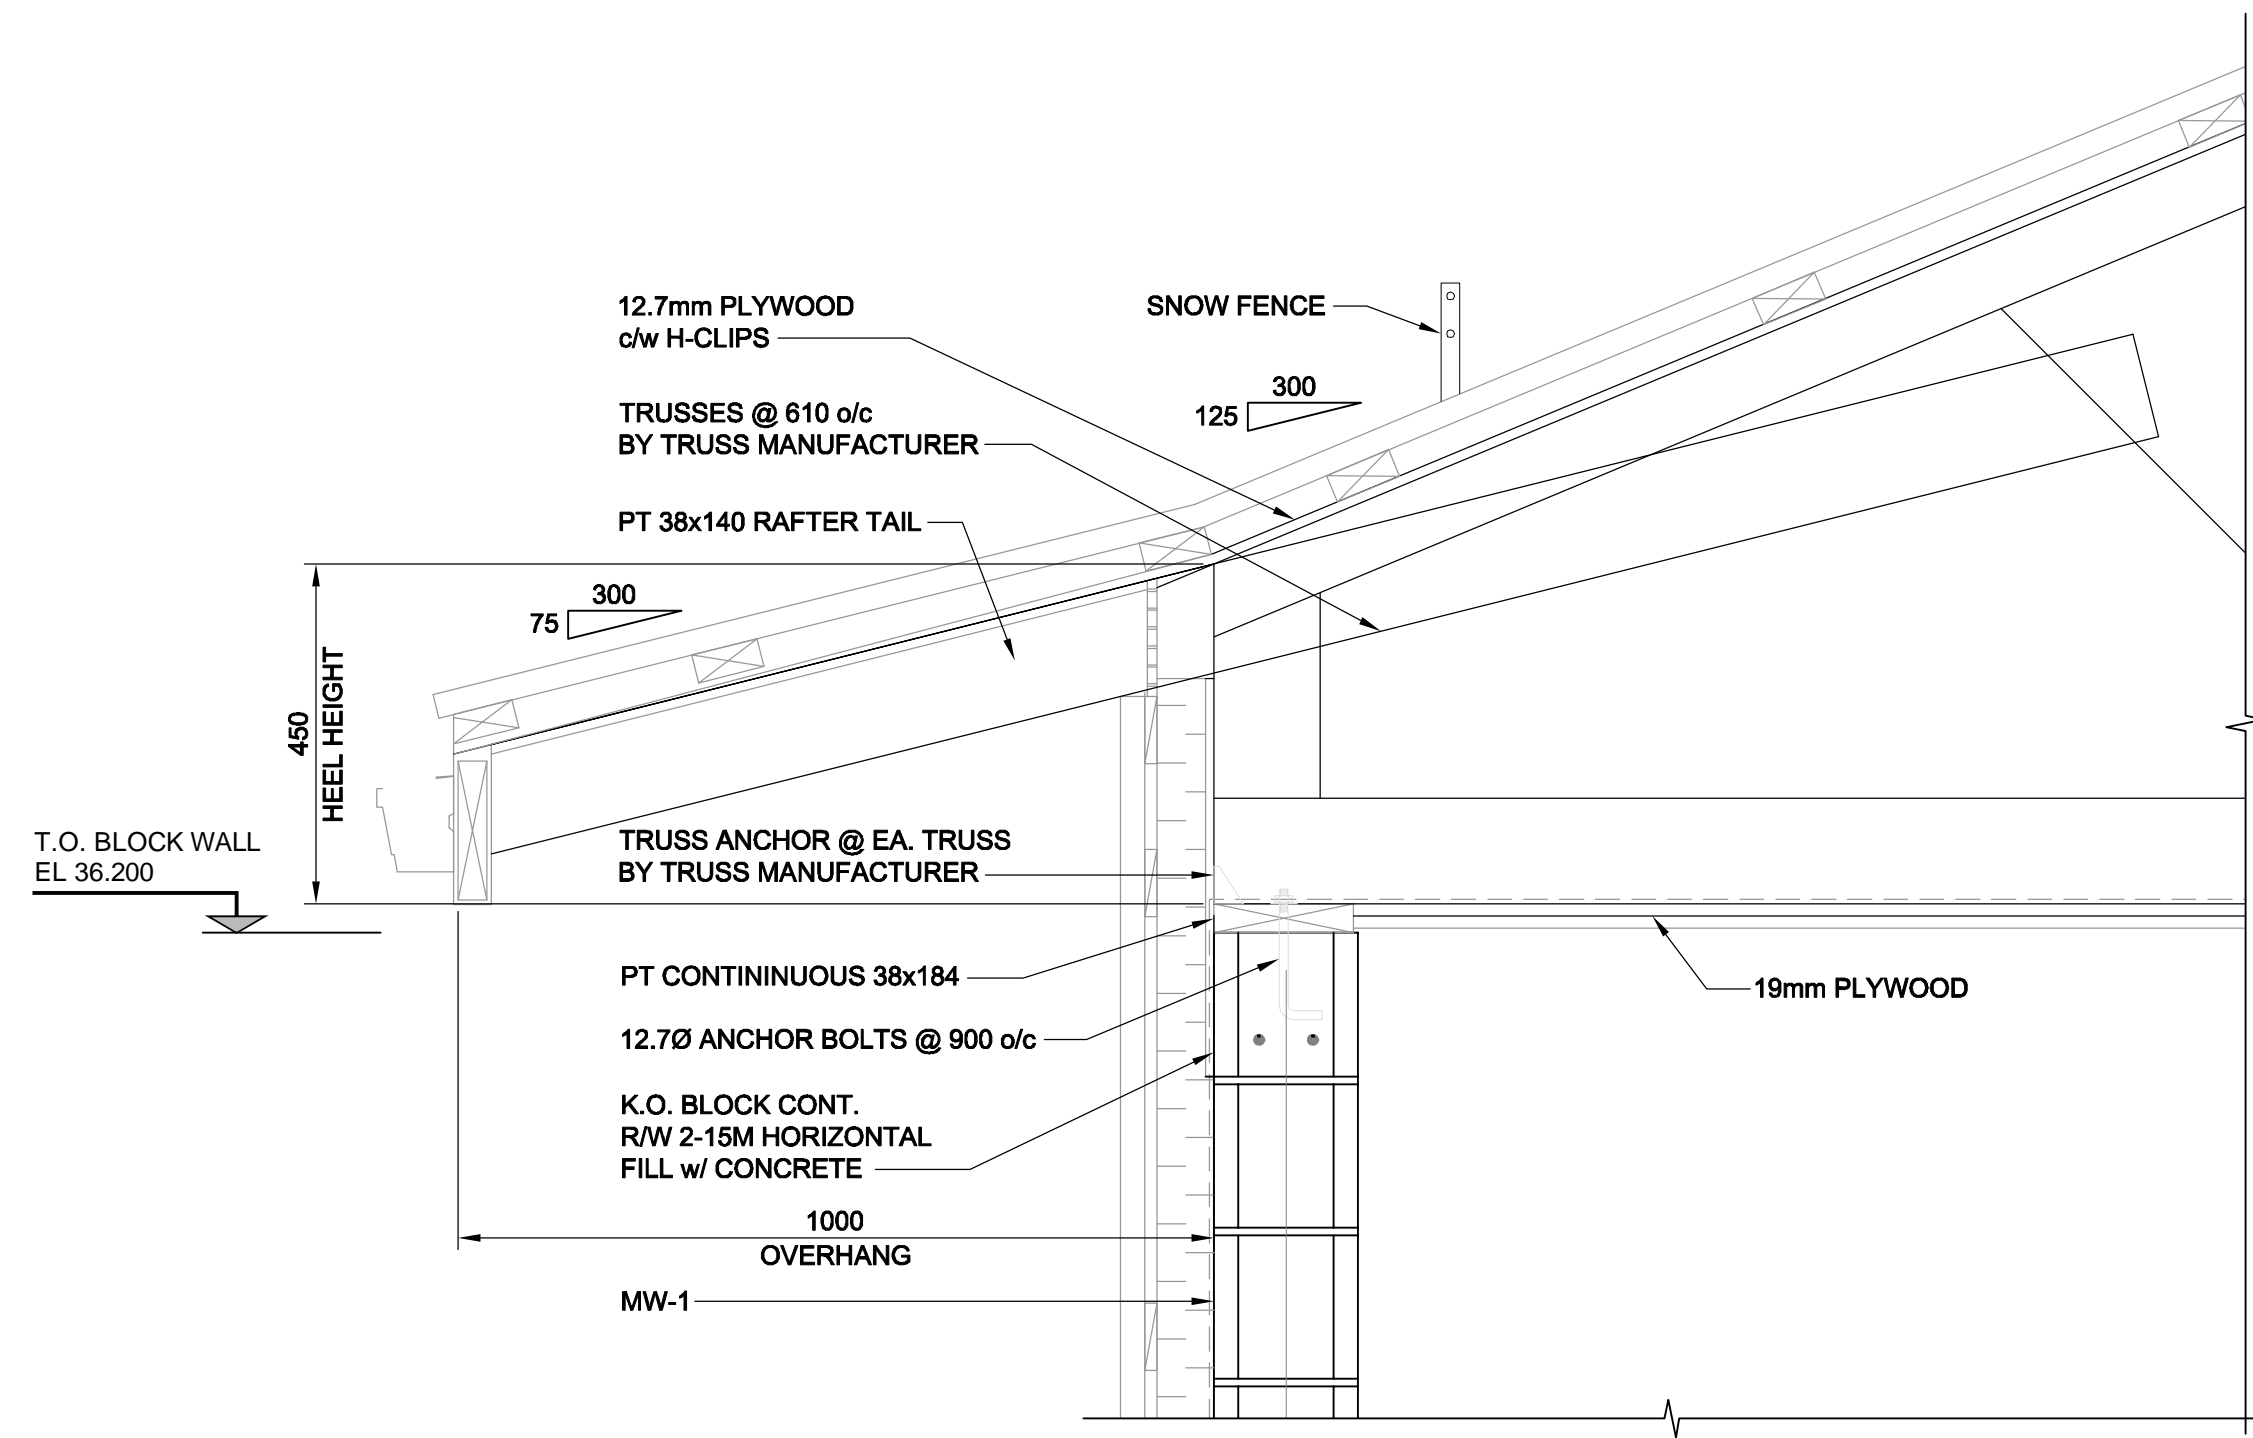 12.7mm PLYWOOD
c/w H-CLIPS
SNOW FENCE
300
125
TRUSSES @ 610 o/c
BY TRUSS MANUFACTURER
PT 38x140 RAFTER TAIL
300
75
450
HEEL HEIGHT
T.O. BLOCK WALL
EL 36.200
TRUSS ANCHOR @ EA. TRUSS
BY TRUSS MANUFACTURER
PT CONTININUOUS 38x184
19mm PLYWOOD
12.7Ø ANCHOR BOLTS @ 900 o/c
K.O. BLOCK CONT.
R/W 2-15M HORIZONTAL
FILL w/ CONCRETE
1000
OVERHANG
MW-1